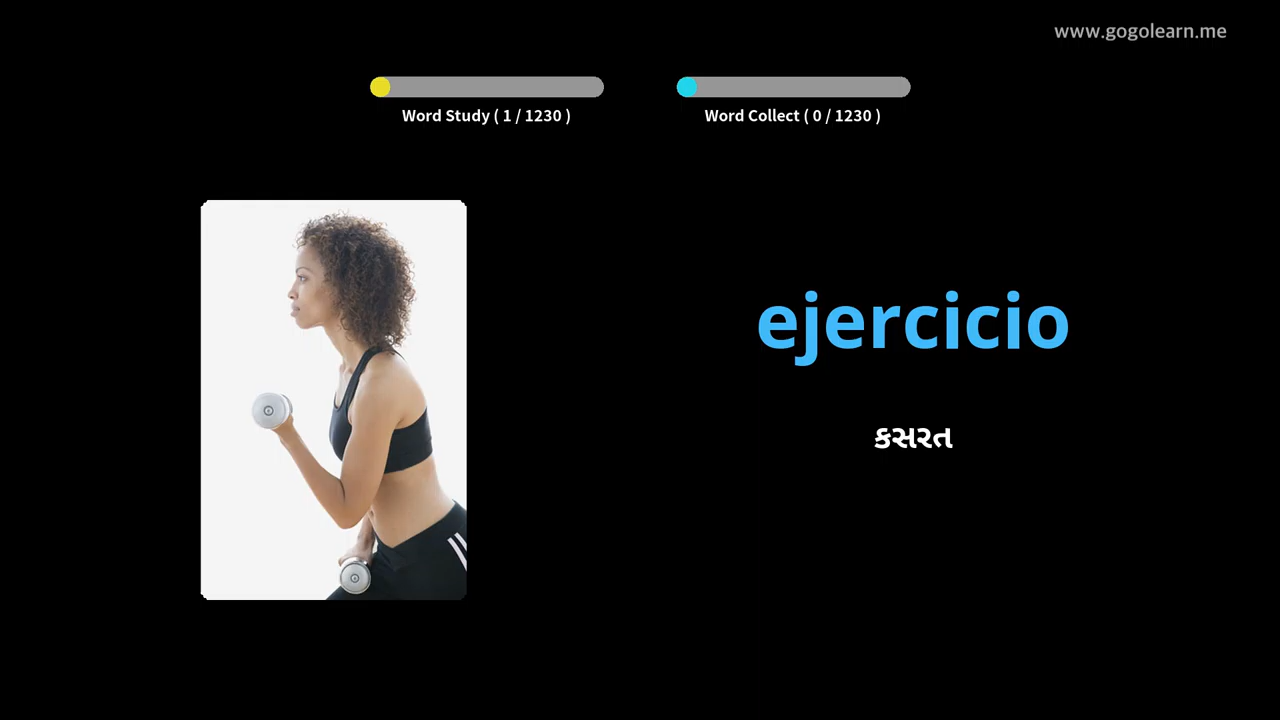 www.gogolearn.me
Word Study ( 1 / 1230 )
Word Collect ( 0 / 1230 )
ejercicio
કસરત